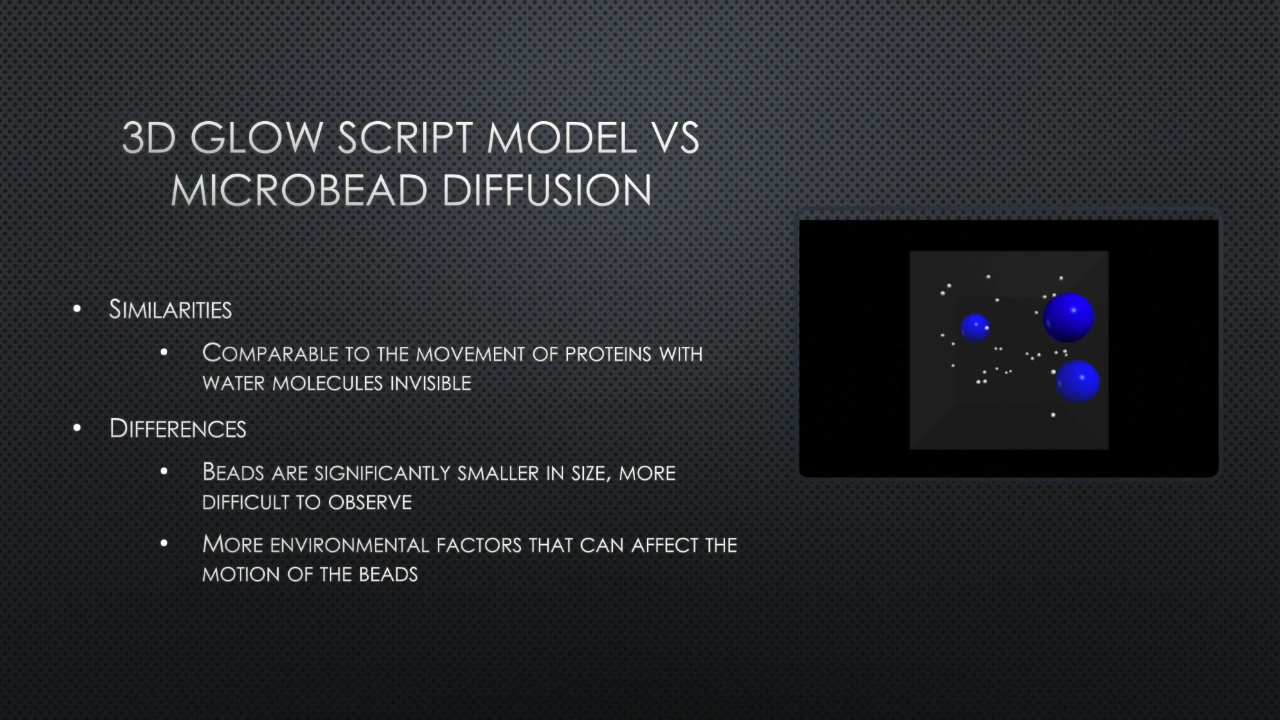 3D GLOW SCRIPT MODEL VS
MICROBEAD DIFFUSION
• SIMILARITIES
• COMPARABLE TO THE MOVEMENT OF PROTEINS WITH
WATER MOLECULES INVISIBLE
• DIFFERENCES
• BEADS ARE SIGNIFICANTLY SMALLER IN SIZE, MORE
DIFFICULT TO OBSERVE
• MORE ENVIRONMENTAL FACTORS THAT CAN AFFECT THE
MOTION OF THE BEADS